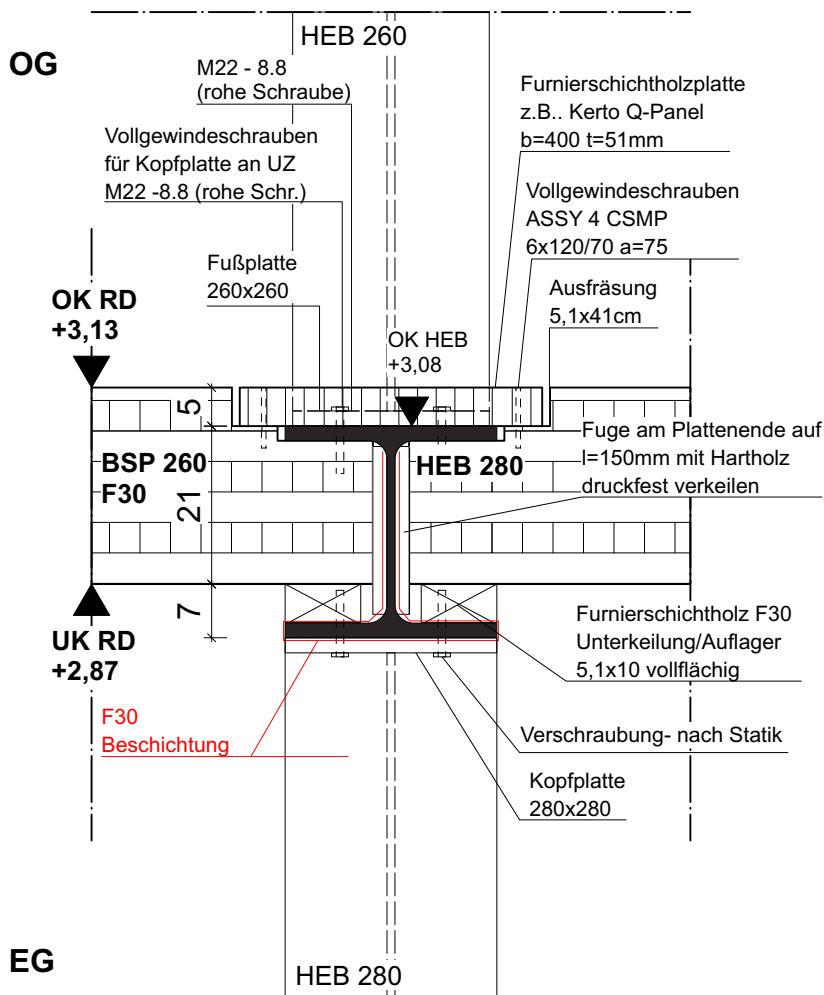 HEB 260
OG
M22 - 8.8
(rohe Schraube)
Vollgewindeschrauben
für Kopfplatte an UZ
M22 -8.8 (rohe Schr.)
Furnierschichtholzplatte
z.B.. Kerto Q-Panel
b=400 t=51mm
Vollgewindeschrauben
ASSY 4 CSMP
6x120/70 a=75
Fußplatte
260x260
Ausfräsung
5,1x41cm
OK RD
+3,13
OK HEB
+3,08
5
BSP 260
F30
HEB 280
Fuge am Plattenende auf
l=150mm mit Hartholz
druckfest verkeilen
21
7
UK RD
+2,87
Furnierschichtholz F30
Unterkeilung/Auflager
5,1x10 vollflächig
F30
Beschichtung
Verschraubung- nach Statik
Kopfplatte
280x280
EG
HEB 280